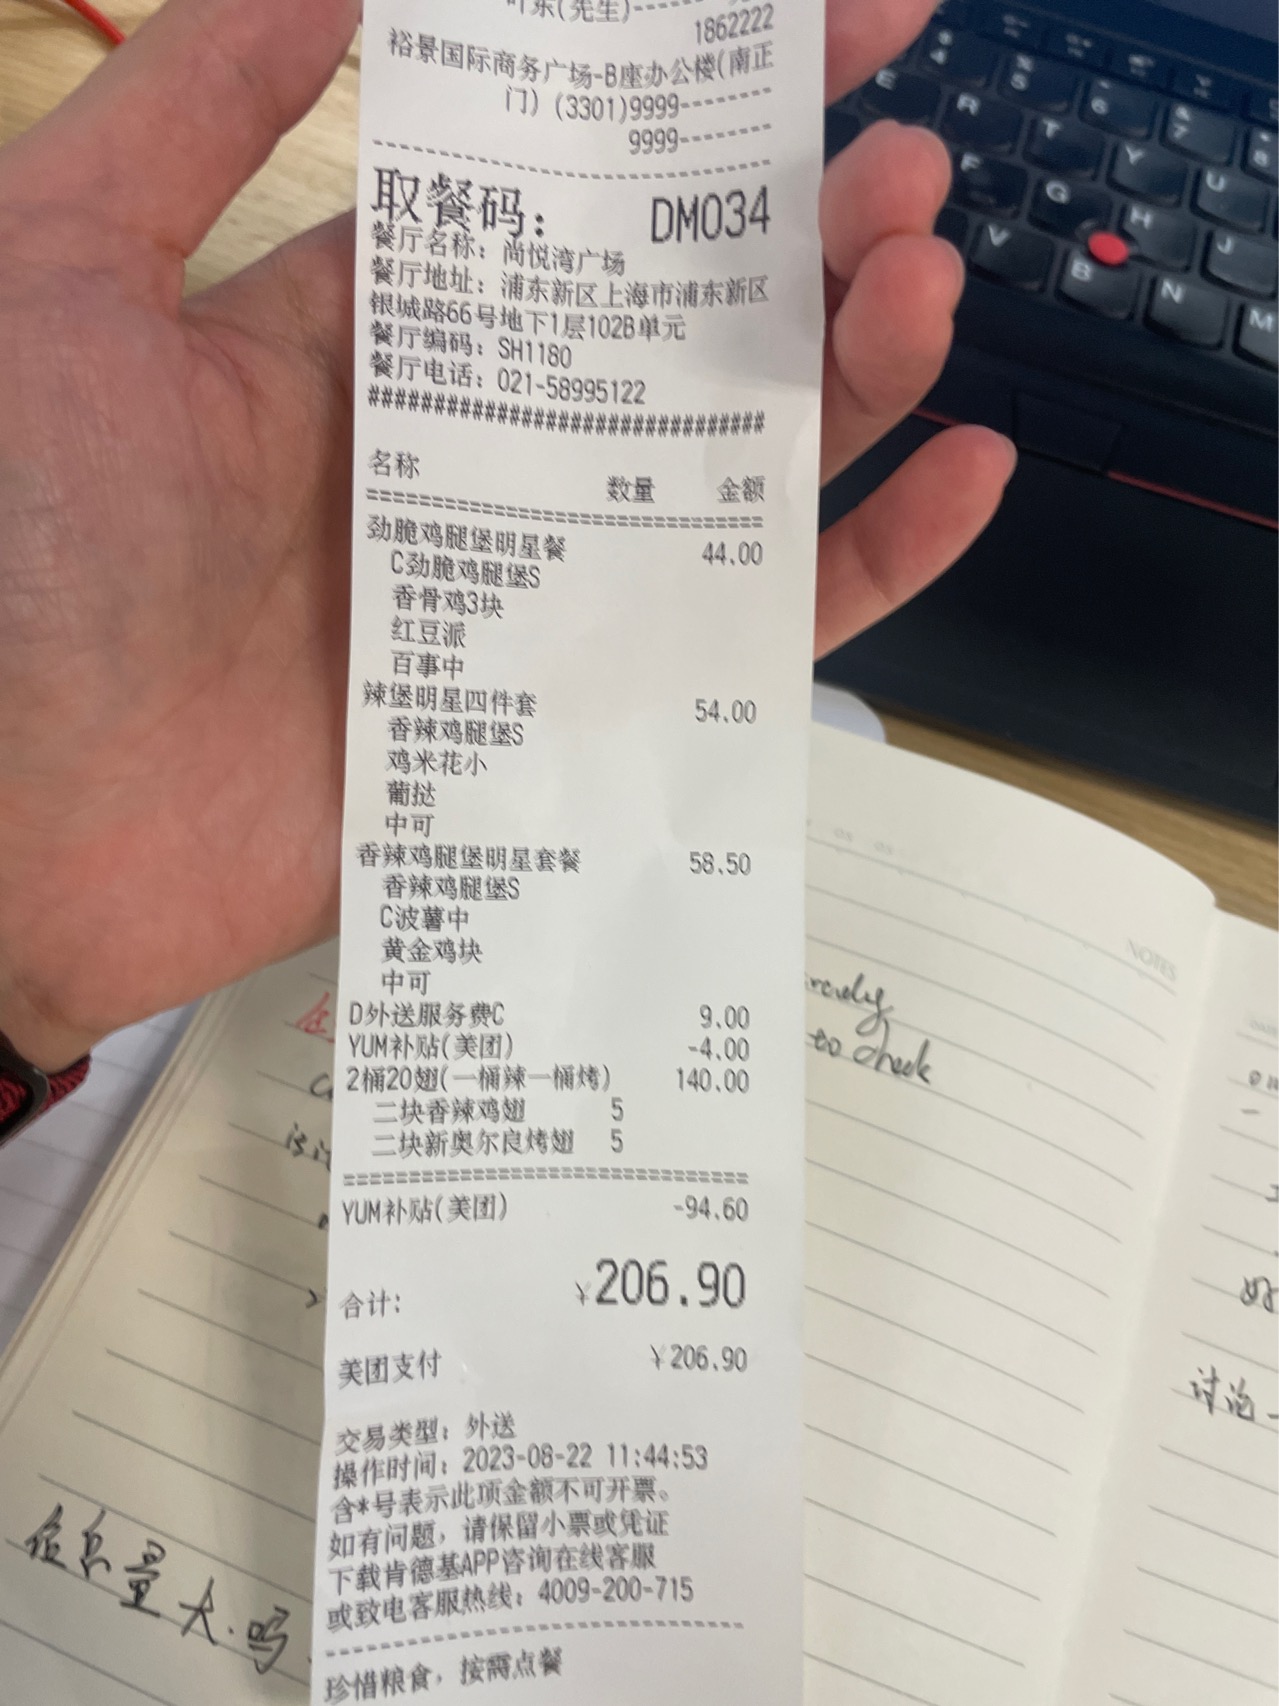 (先生)-----
1862222
裕景国际商务广场-B座办公楼(南正
门) (3301)9999-------
9999-------
取餐码: DM034
餐厅名称: 尚悦湾广场
餐厅地址: 浦东新区上海市浦东新区
银城路66号地下1层102B单元
餐厅编码: SH1180
餐厅电话: 021-58995122
##############################
名称 数量 金额
劲脆鸡腿堡明星餐 44.00
C劲脆鸡腿堡S
香骨鸡3块
红豆派
百事中
辣堡明星四件套 54.00
香辣鸡腿堡S
鸡米花小
葡挞
中可
香辣鸡腿堡明星套餐 58.50
香辣鸡腿堡S
C波薯中
黄金鸡块
中可
D外送服务费C 9.00
YUM补贴(美团) -4.00
2桶20翅(一桶辣一桶烤) 140.00
二块香辣鸡翅 5
二块新奥尔良烤翅 5
YUM补贴(美团) -94.60
合计: ¥206.90
美团支付 ¥206.90
交易类型: 外送
操作时间: 2023-08-22 11:44:53
含*号表示此项金额不可开票。
如有问题, 请保留小票或凭证
下载肯德基APP咨询在线客服
或致电客服热线: 4009-200-715
珍惜粮食, 按需点餐
NOTES
to check
讨论
信息量大吗
$ 4
% 5
^ 6
& 7
* 8
E R T Y U
F G H J
V B N M